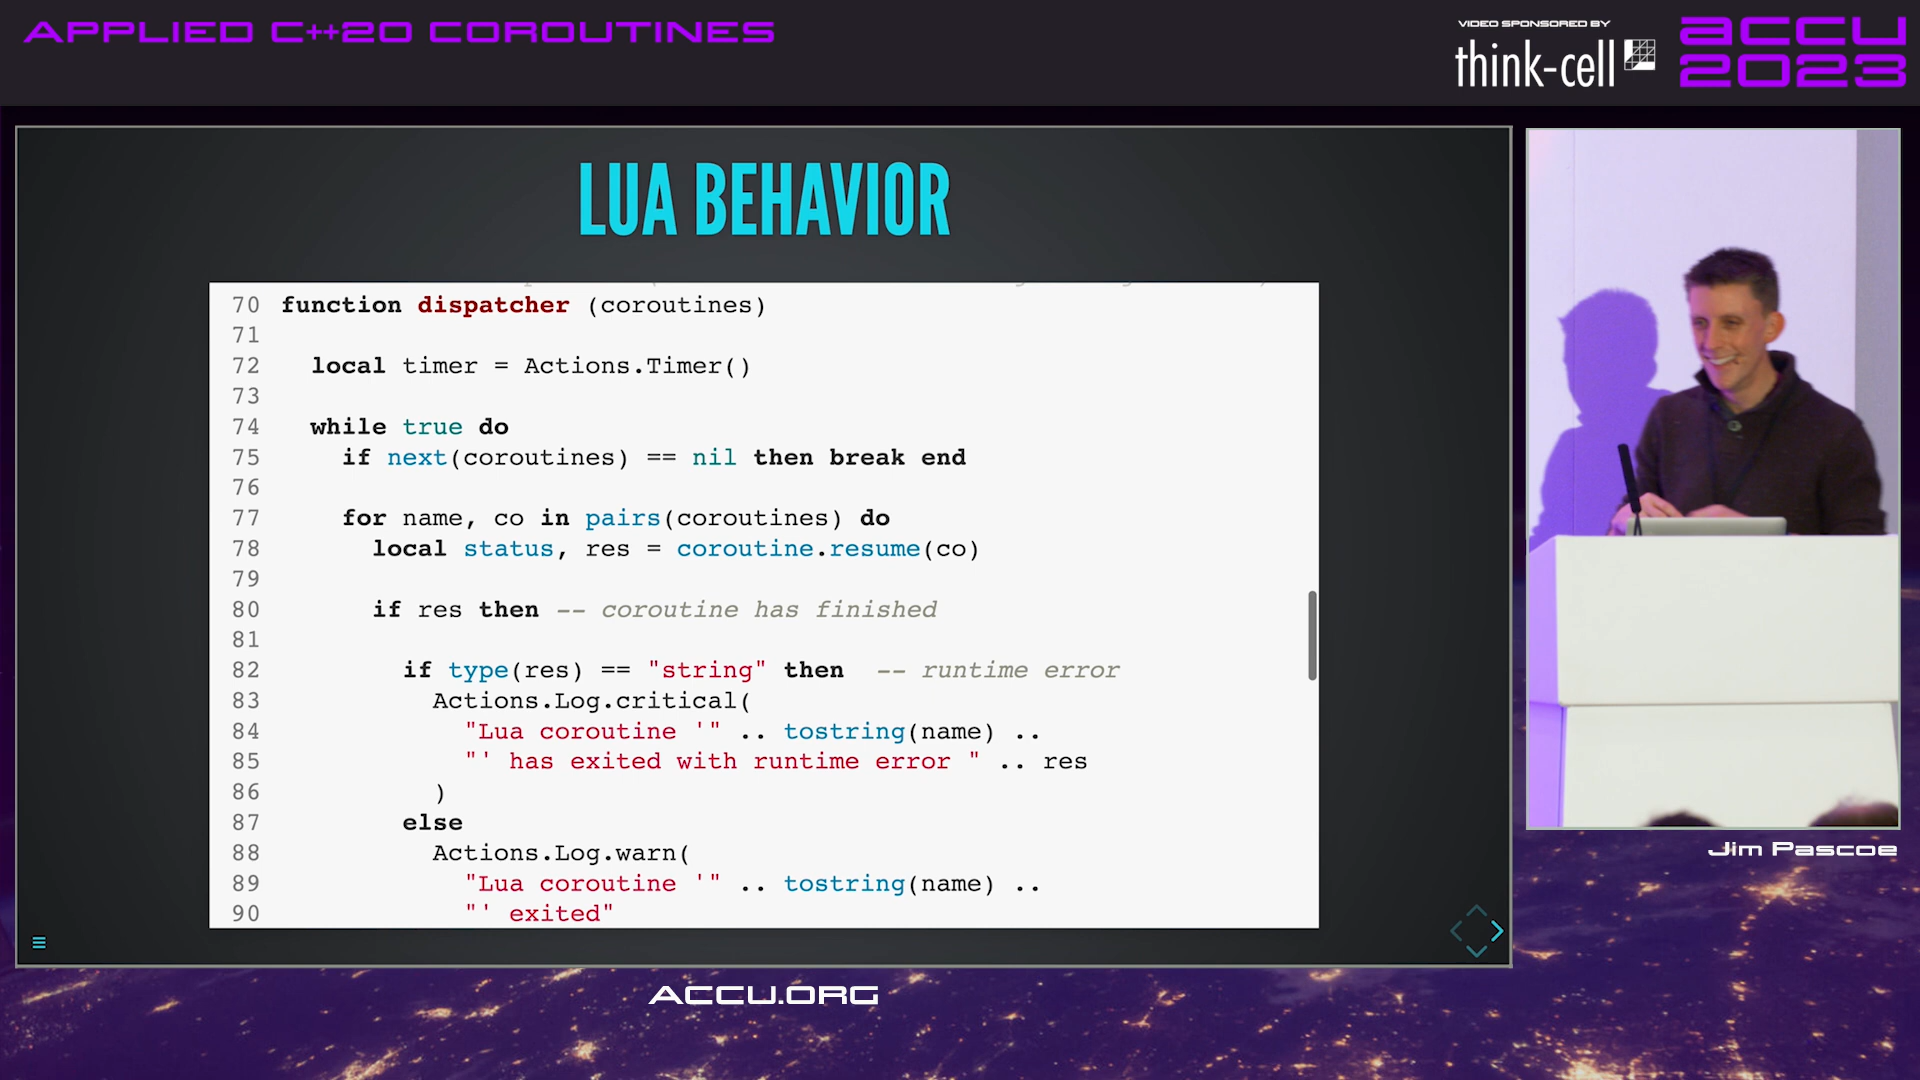 APPLIED C++20 COROUTINES
VIDEO SPONSORED BY
think-cell
accu
2023
LUA BEHAVIOR
70 function dispatcher (coroutines)
71
72 local timer = Actions.Timer()
73
74 while true do
75 if next(coroutines) == nil then break end
76
77 for name, co in pairs(coroutines) do
78 local status, res = coroutine.resume(co)
79
80 if res then -- coroutine has finished
81
82 if type(res) == "string" then -- runtime error
83 Actions.Log.critical(
84 "Lua coroutine '" .. tostring(name) ..
85 "' has exited with runtime error " .. res
86 )
87 else
88 Actions.Log.warn(
89 "Lua coroutine '" .. tostring(name) ..
90 "' exited"
Jim Pascoe
ACCU.ORG